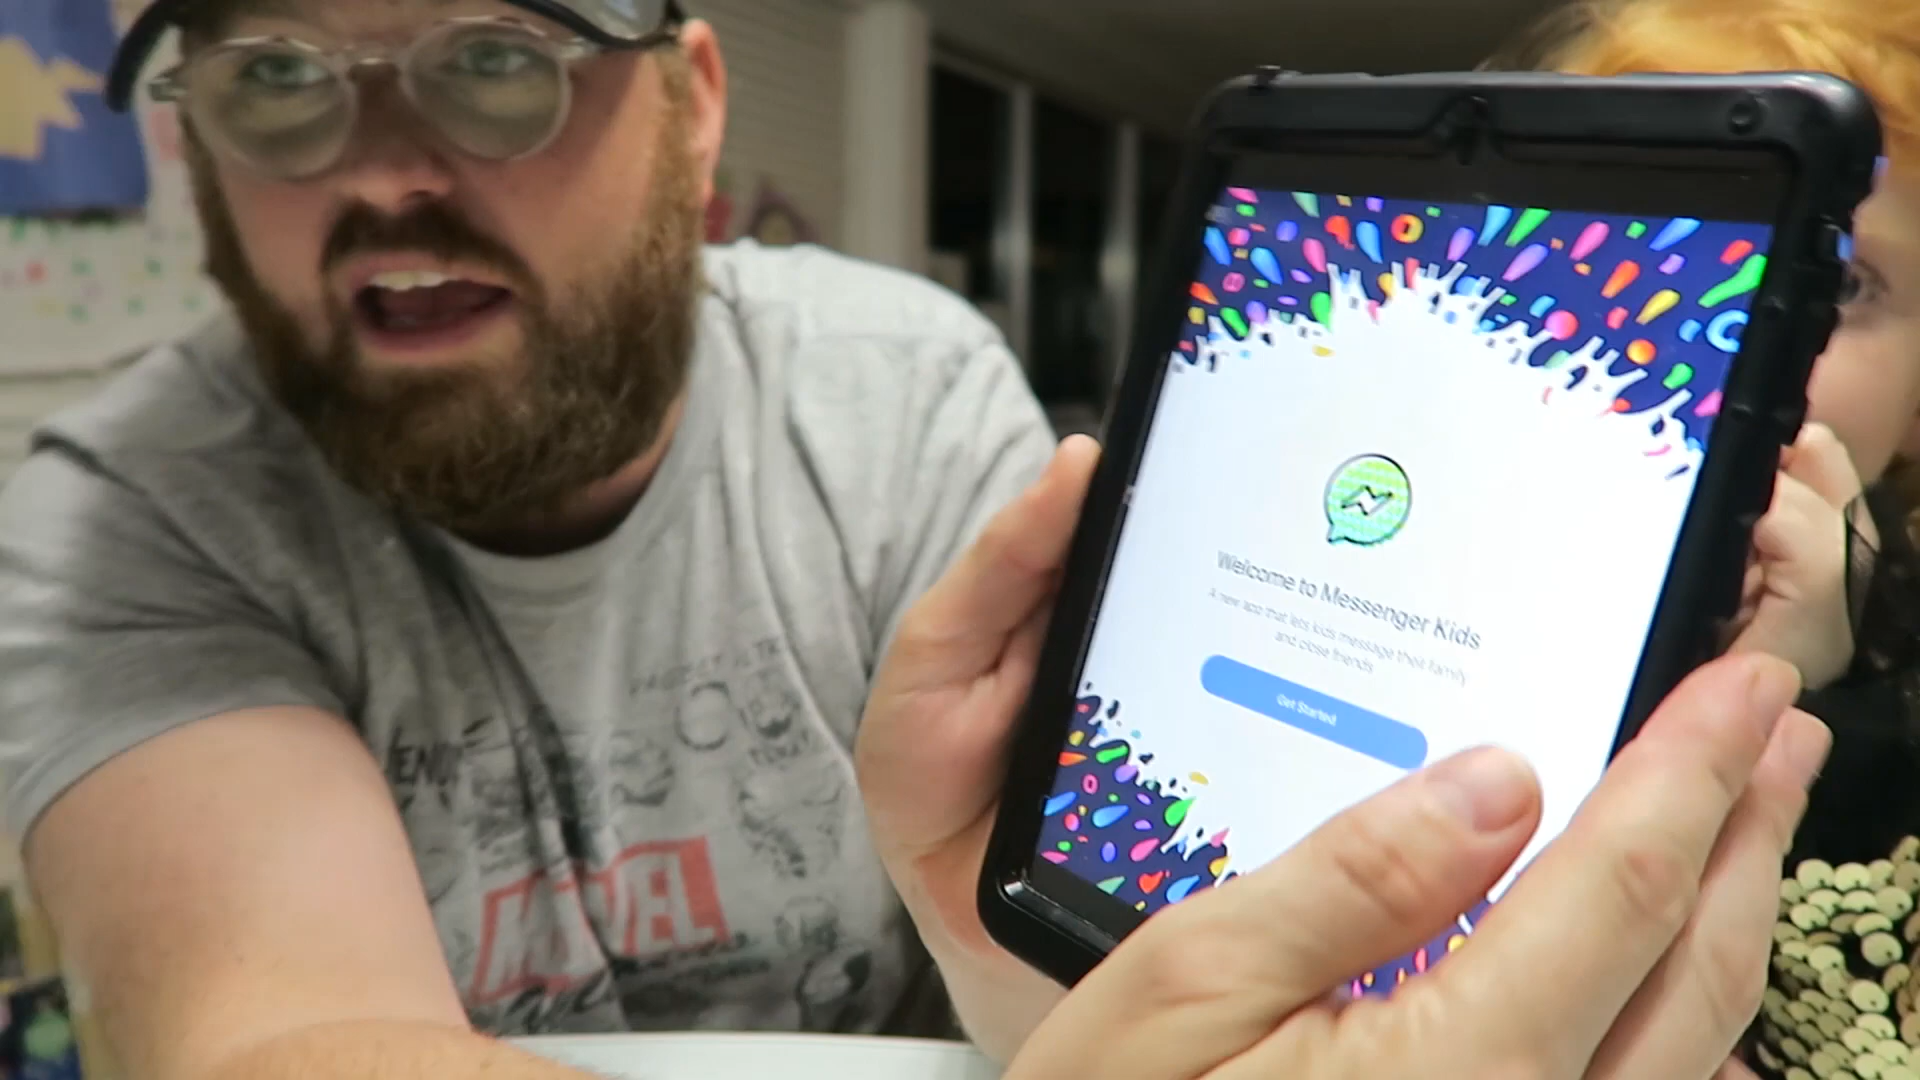 Welcome to Messenger Kids
A new app that lets kids message their family
and close friends.
Get Started
MARVEL